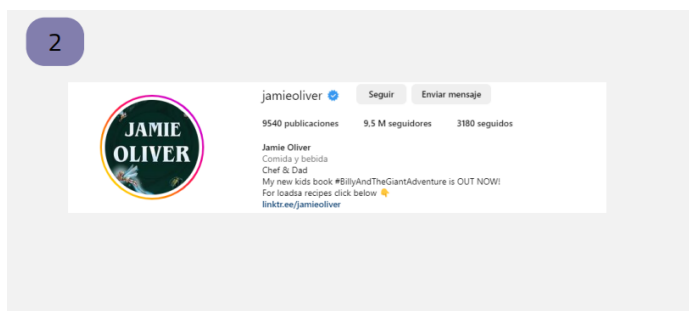 2
JAMIE
OLIVER
jamieoliver Seguir Enviar mensaje
9540 publicaciones 9,5 M seguidores 3180 seguidos
Jamie Oliver
Comida y bebida
Chef & Dad
My new kids book #BillyAndTheGiantAdventure is OUT NOW!
For loadsa recipes click below 👇
linktr.ee/jamieoliver